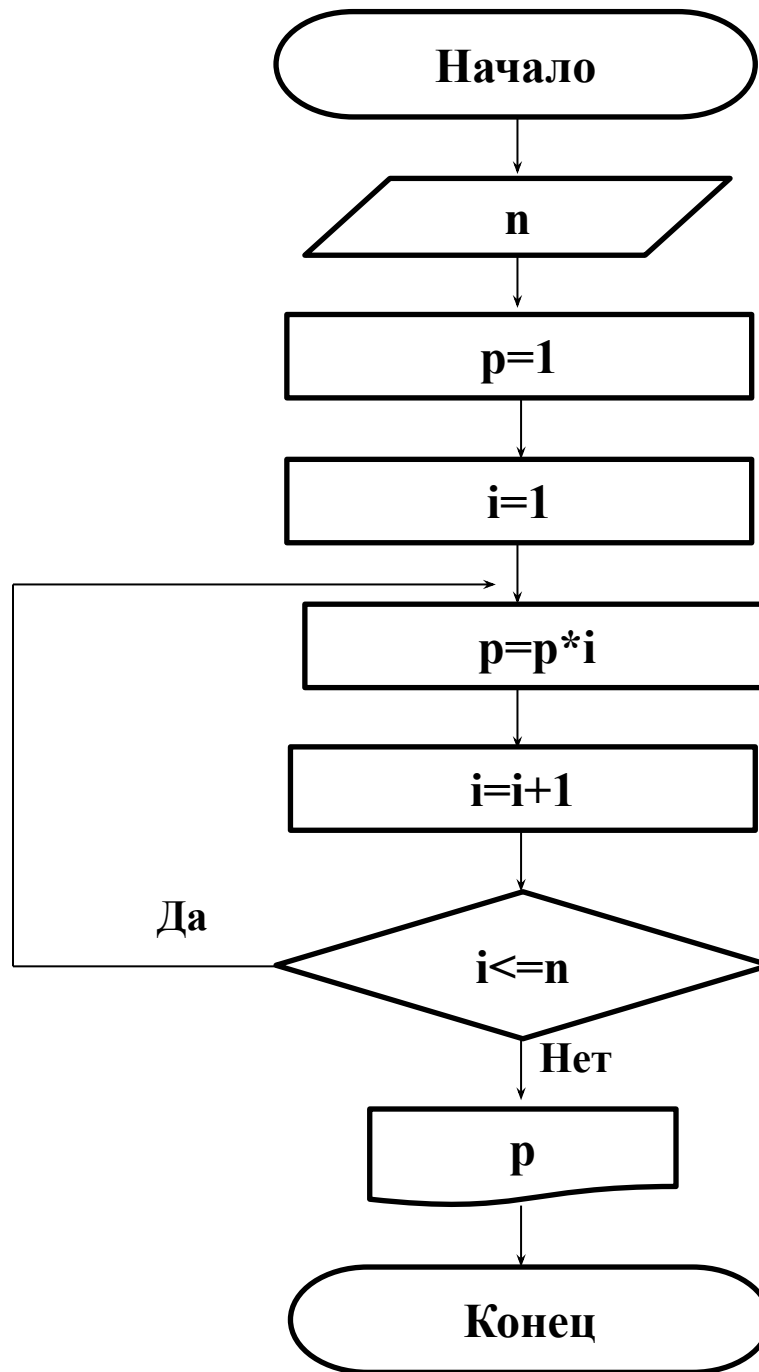 Начало
n
p=1
i=1
p=p*i
i=i+1
Да
i<=n
Нет
p
Конец